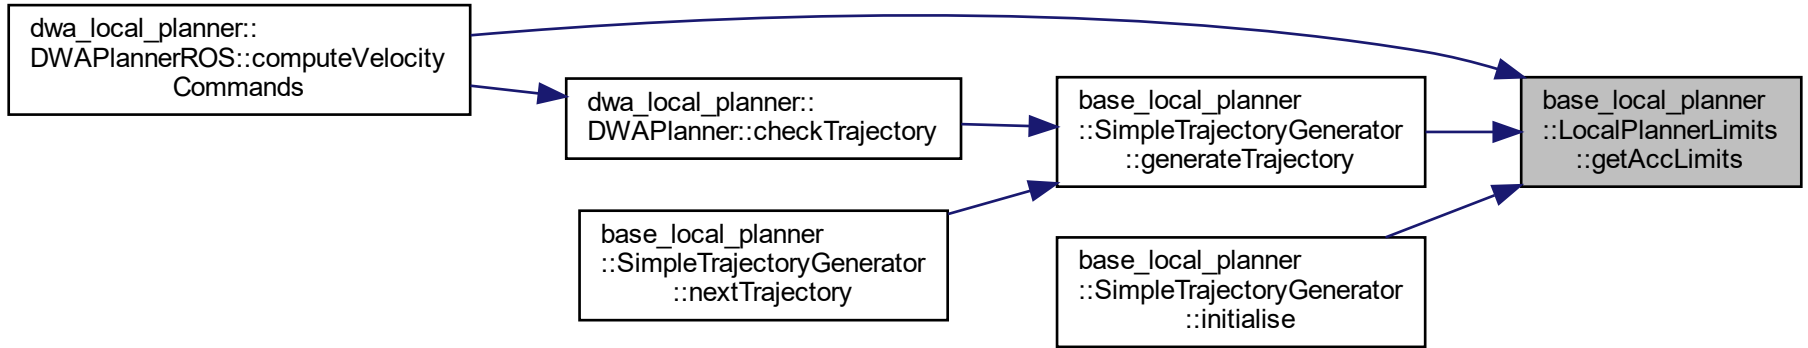 dwa_local_planner::
DWAPlannerROS::computeVelocity
Commands
dwa_local_planner::
DWAPlanner::checkTrajectory
base_local_planner
::SimpleTrajectoryGenerator
::generateTrajectory
base_local_planner
::LocalPlannerLimits
::getAccLimits
base_local_planner
::SimpleTrajectoryGenerator
::nextTrajectory
base_local_planner
::SimpleTrajectoryGenerator
::initialise